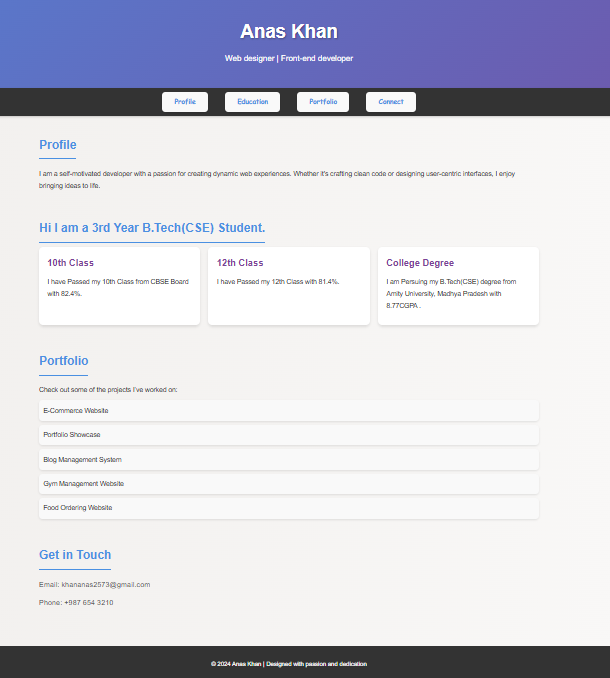 Anas Khan
Web designer | Front-end developer
Profile
Education
Portfolio
Connect
Profile
I am a self-motivated developer with a passion for creating dynamic web experiences. Whether it's crafting clean code or designing user-centric interfaces, I enjoy
bringing ideas to life.
Hi I am a 3rd Year B.Tech(CSE) Student.
10th Class
I have Passed my 10th Class from CBSE Board
with 82.4%.
12th Class
I have Passed my 12th Class with 81.4%.
College Degree
I am Persuing my B.Tech(CSE) degree from
Amity University, Madhya Pradesh with
8.77CGPA .
Portfolio
Check out some of the projects I've worked on:
E-Commerce Website
Portfolio Showcase
Blog Management System
Gym Management Website
Food Ordering Website
Get in Touch
Email: khananas2573@gmail.com
Phone: +987 654 3210
© 2024 Anas Khan | Designed with passion and dedication